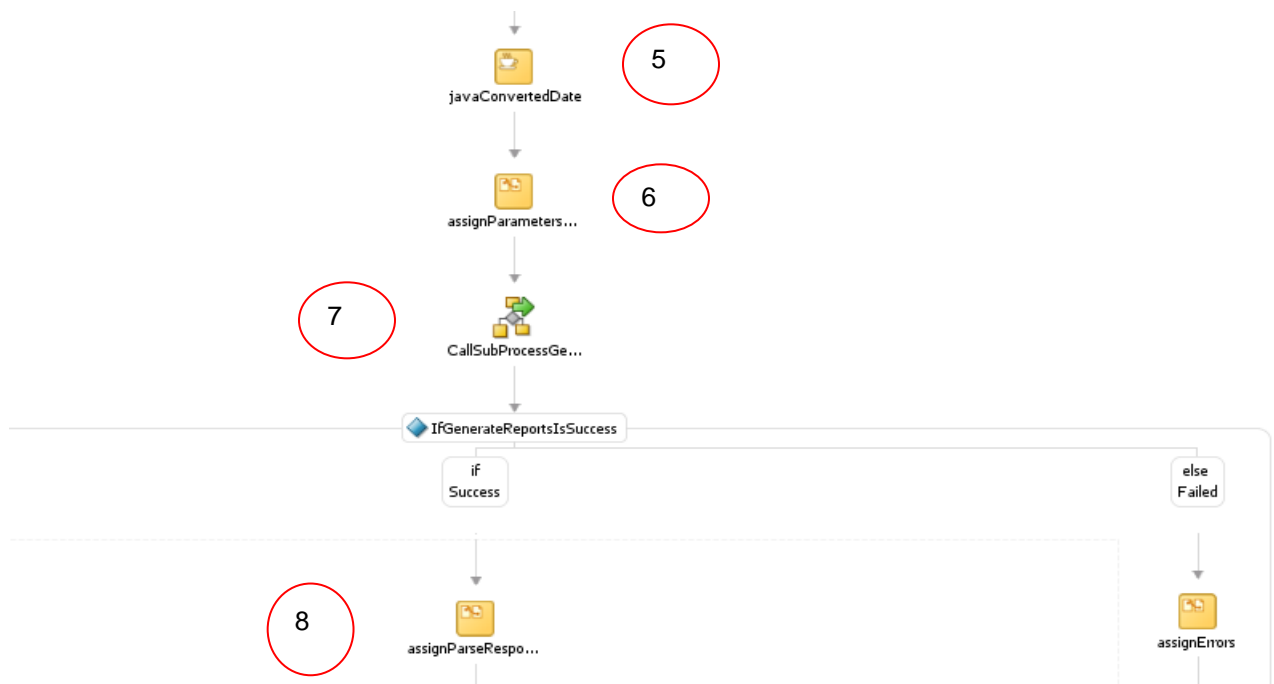 5
javaConvertedDate
6
assignParameters...
7
CallSubProcessGe...
IfGenerateReportsIsSuccess
if
Success
else
Failed
8
assignParseRespo...
assignErrors